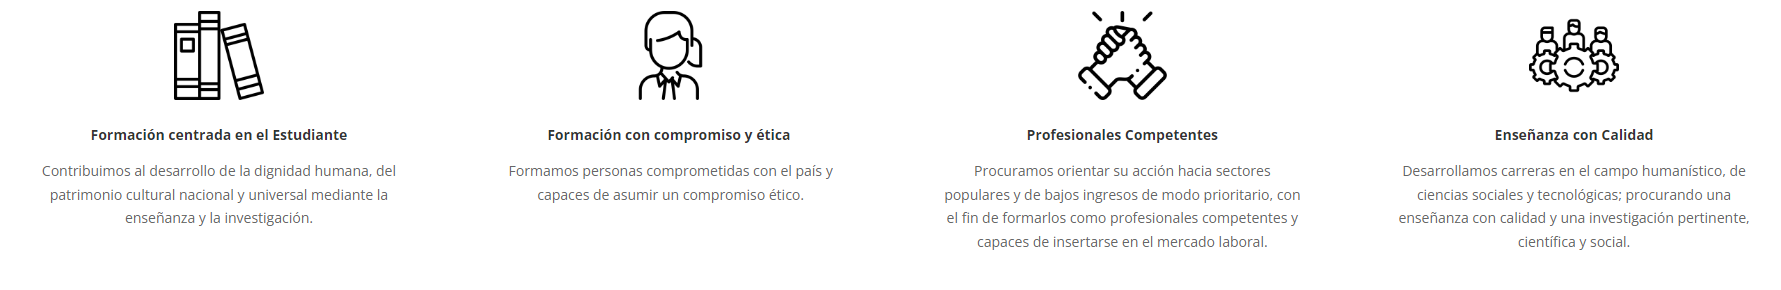 Formación centrada en el Estudiante
Contribuimos al desarrollo de la dignidad humana, del
patrimonio cultural nacional y universal mediante la
enseñanza y la investigación.
Formación con compromiso y ética
Formamos personas comprometidas con el país y
capaces de asumir un compromiso ético.
Profesionales Competentes
Procuramos orientar su acción hacia sectores
populares y de bajos ingresos de modo prioritario, con
el fin de formarlos como profesionales competentes y
capaces de insertarse en el mercado laboral.
Enseñanza con Calidad
Desarrollamos carreras en el campo humanístico, de
ciencias sociales y tecnológicas; procurando una
enseñanza con calidad y una investigación pertinente,
científica y social.